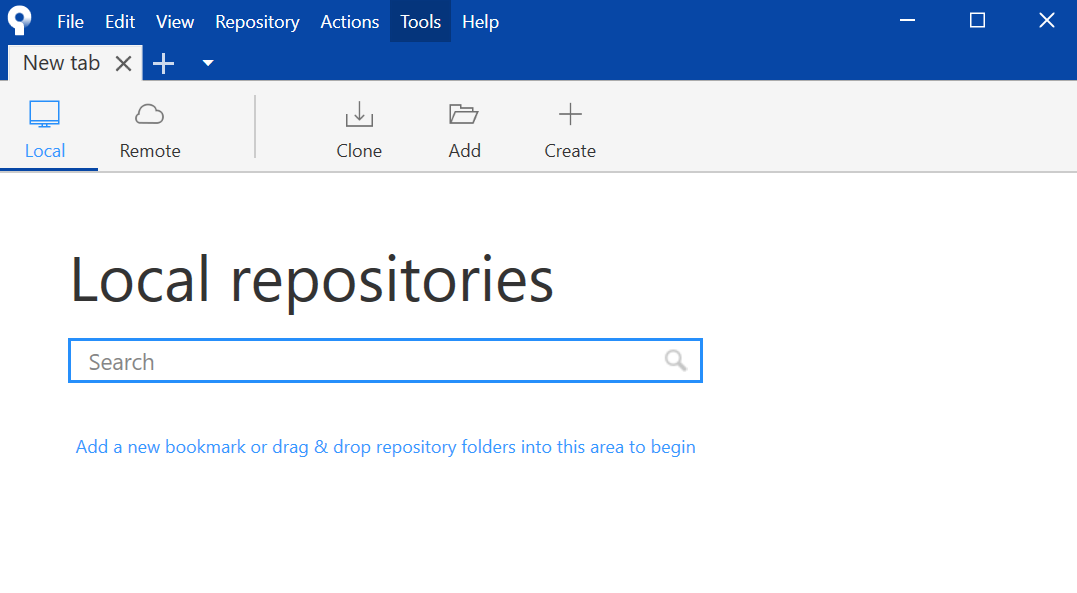 File Edit View Repository Actions Tools Help
New tab
Local Remote Clone Add Create
Local repositories
Search
Add a new bookmark or drag & drop repository folders into this area to begin